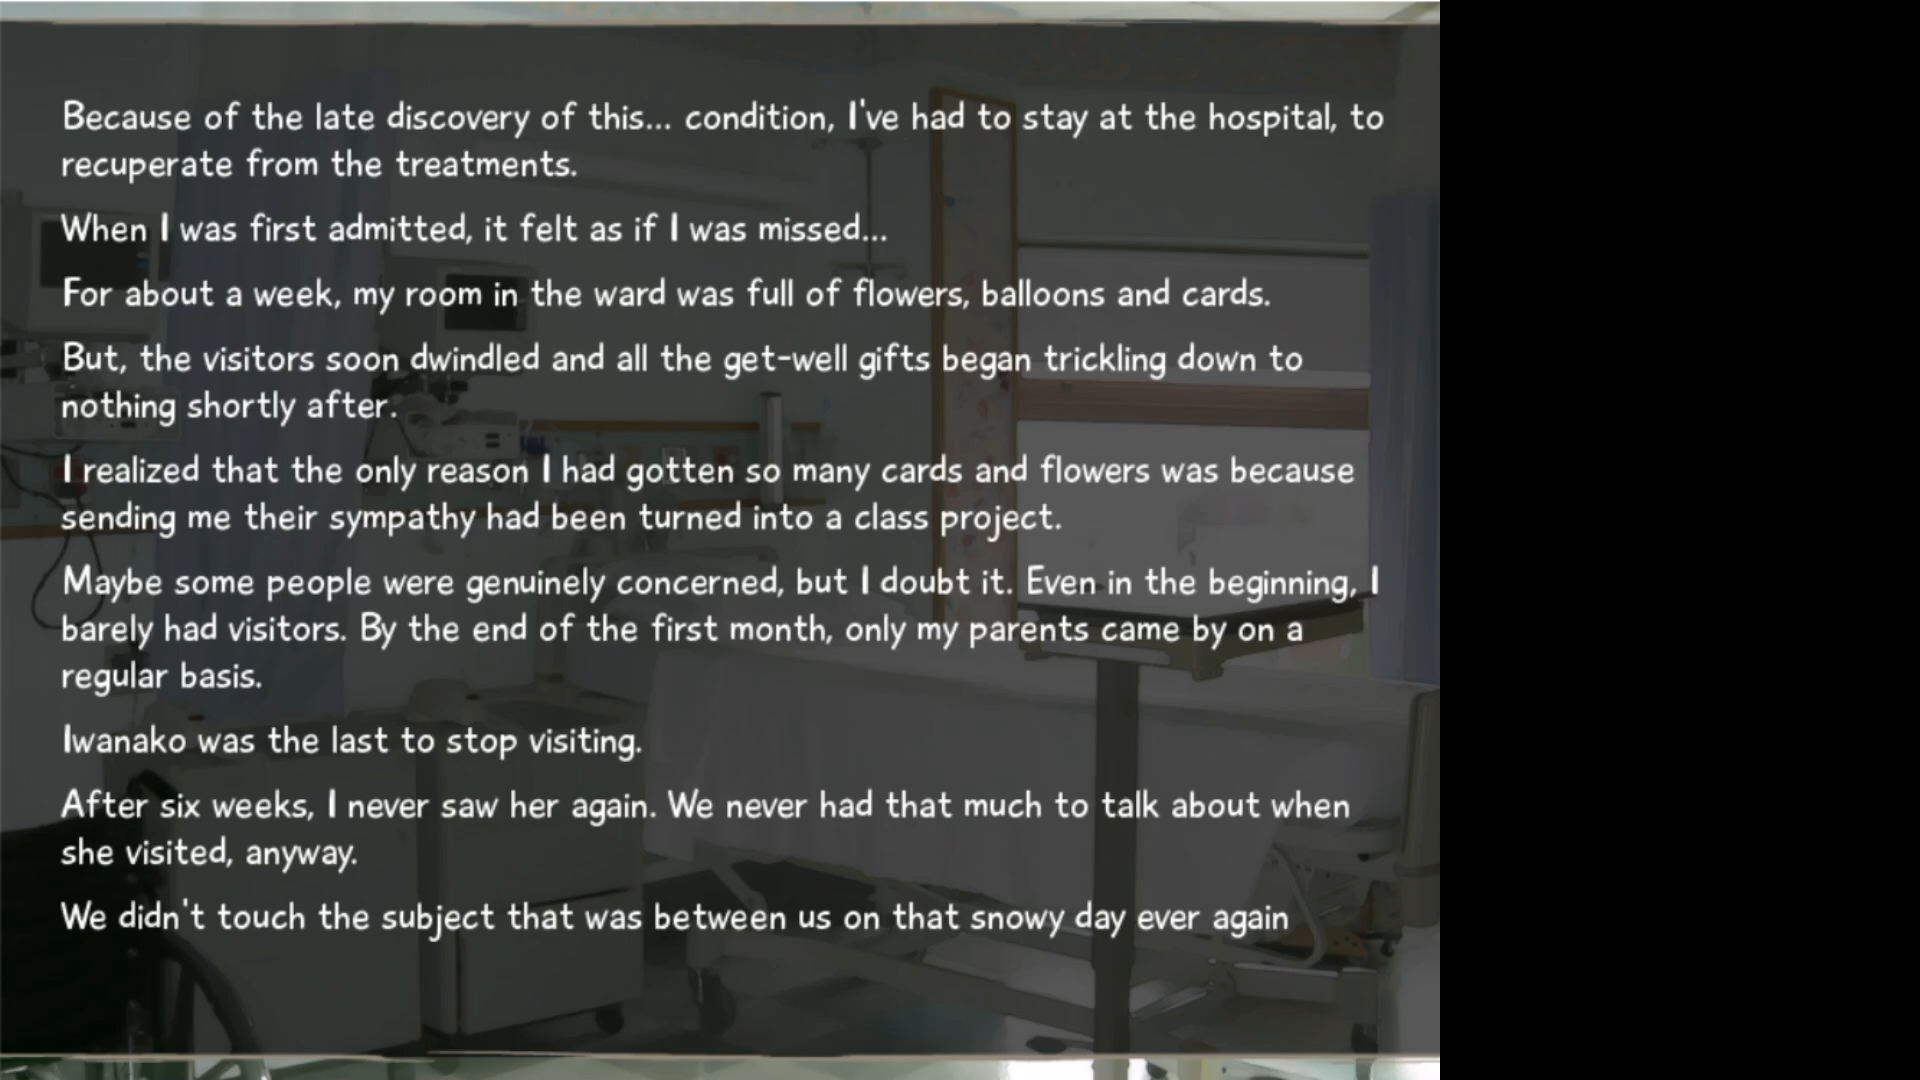 Because of the late discovery of this... condition, I've had to stay at the hospital, to
recuperate from the treatments.
When I was first admitted, it felt as if I was missed...
For about a week, my room in the ward was full of flowers, balloons and cards.
But, the visitors soon dwindled and all the get-well gifts began trickling down to
nothing shortly after.
I realized that the only reason I had gotten so many cards and flowers was because
sending me their sympathy had been turned into a class project.
Maybe some people were genuinely concerned, but I doubt it. Even in the beginning, I
barely had visitors. By the end of the first month, only my parents came by on a
regular basis.
Iwanako was the last to stop visiting.
After six weeks, I never saw her again. We never had that much to talk about when
she visited, anyway.
We didn't touch the subject that was between us on that snowy day ever again